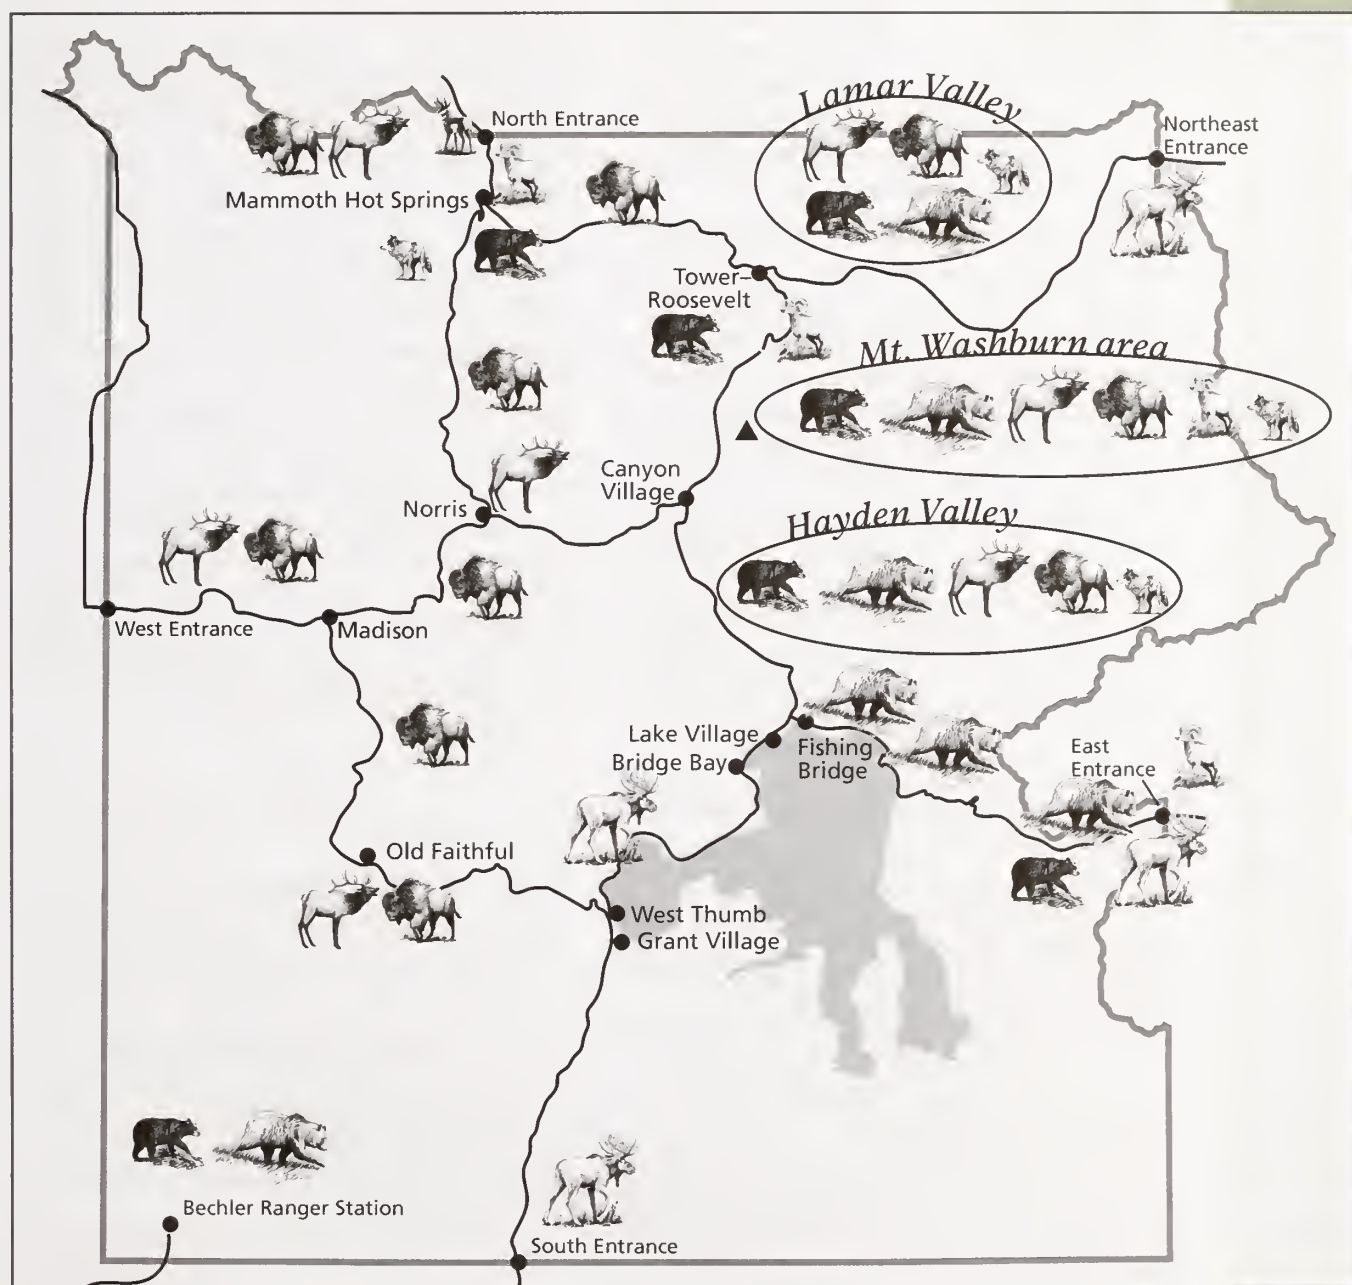 Lamar Valley
North Entrance
Northeast
Entrance
Mammoth Hot Springs
Tower–
Roosevelt
Mt. Washburn area
Canyon
Village
Norris
Hayden Valley
West Entrance
Madison
Lake Village
Bridge Bay
Fishing
Bridge
East
Entrance
Old Faithful
West Thumb
Grant Village
Bechler Ranger Station
South Entrance